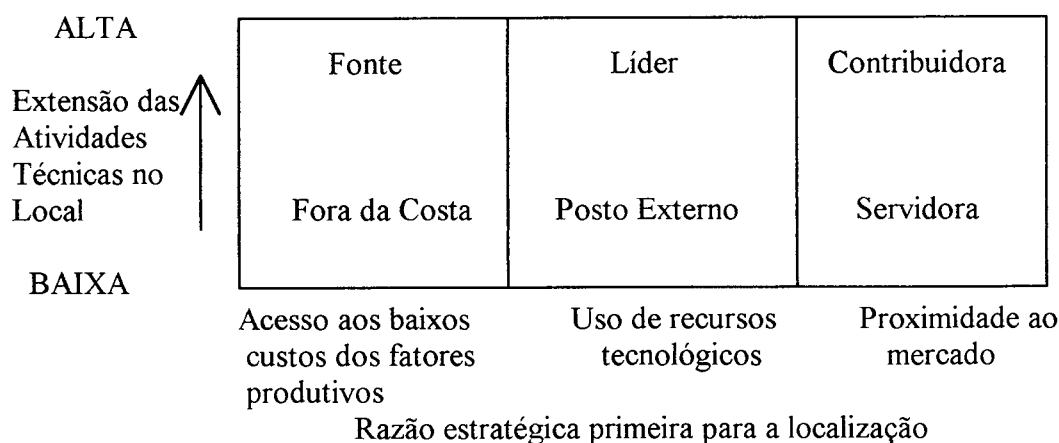 ALTA
Extensão das
Atividades
Técnicas no
Local
BAIXA
Fonte
Líder
Contribuidora
Fora da Costa
Posto Externo
Servidora
Acesso aos baixos
custos dos fatores
produtivos
Uso de recursos
tecnológicos
Proximidade ao
mercado
Razão estratégica primeira para a localização